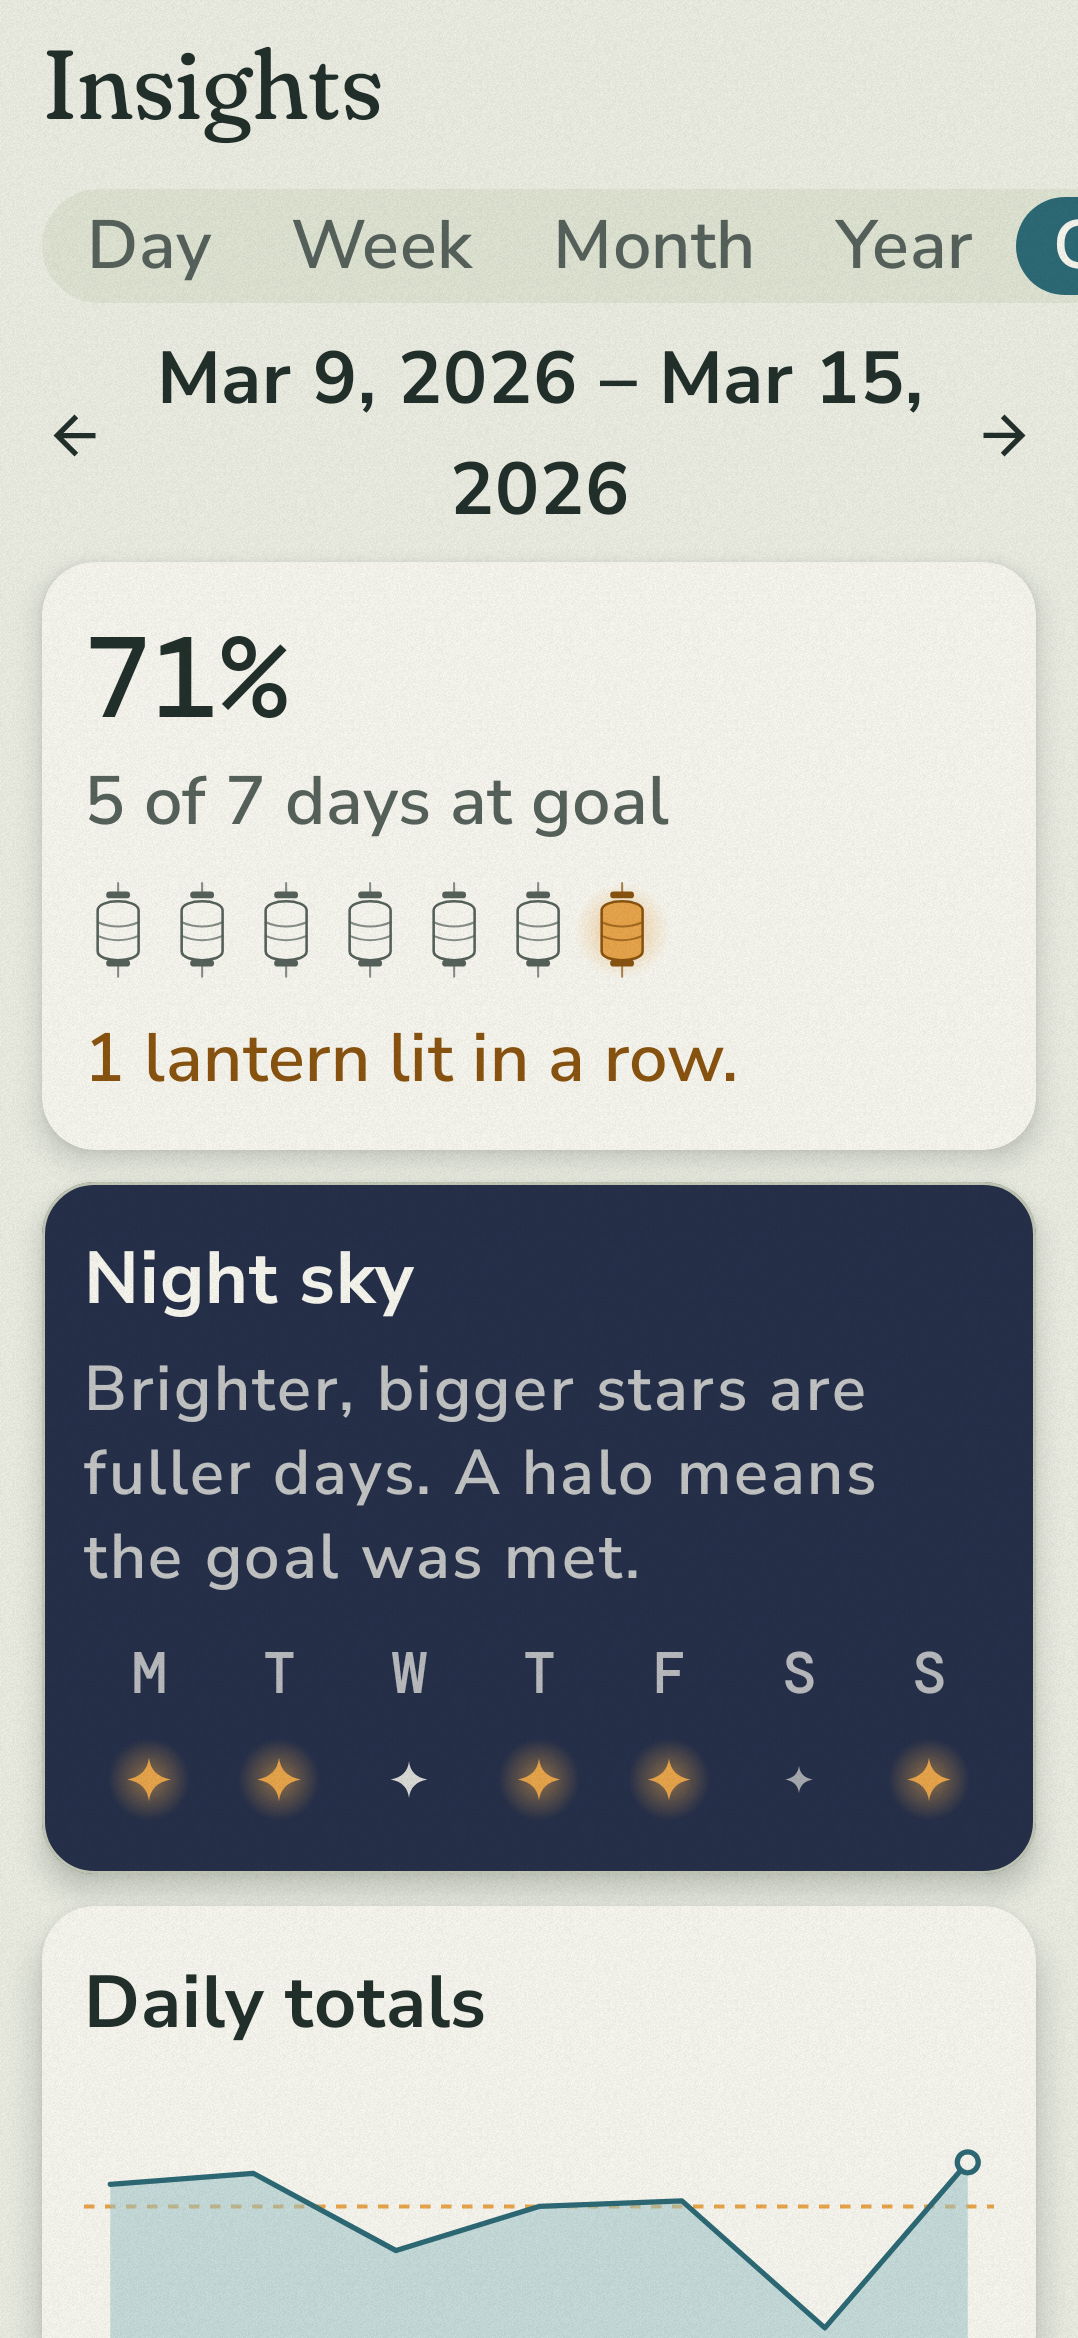 Insights
Day Week Month Year
← Mar 9, 2026 – Mar 15, →
2026
71%
5 of 7 days at goal
1 lantern lit in a row.
Night sky
Brighter, bigger stars are
fuller days. A halo means
the goal was met.
M T W T F S S
Daily totals